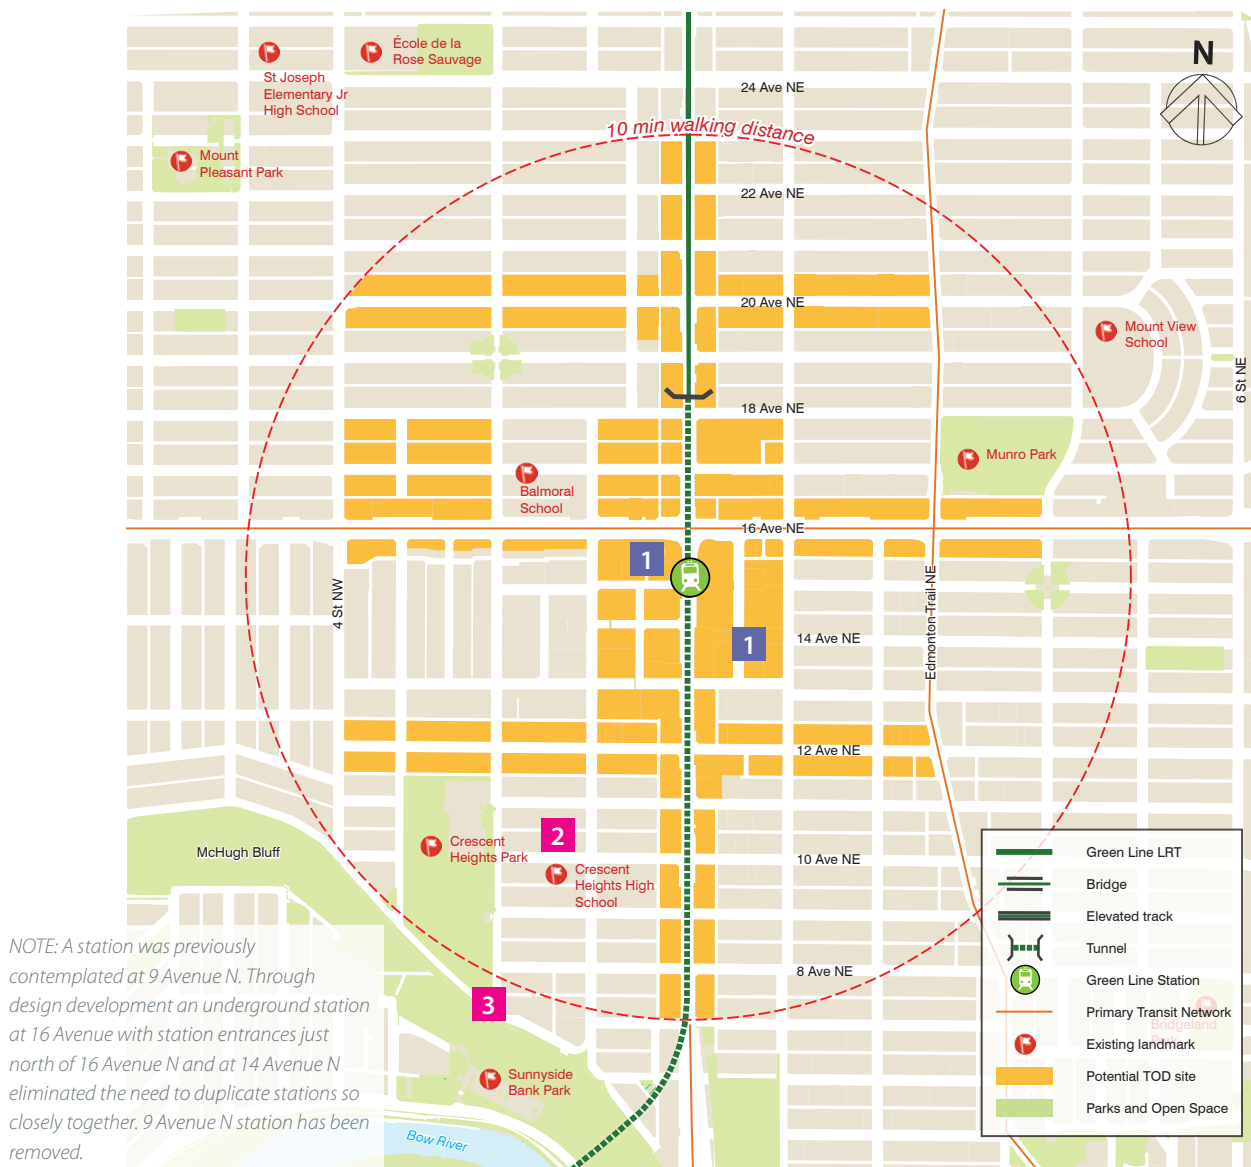 École de la
Rose Sauvage
St Joseph
Elementary Jr
High School
N
24 Ave NE
10 min walking distance
Mount
Pleasant Park
22 Ave NE
20 Ave NE
Mount View
School
6 St NE
18 Ave NE
Munro Park
Balmoral
School
16 Ave NE
1
4 St NW
Edmonton Trail NE
14 Ave NE
1
12 Ave NE
2
McHugh Bluff
Crescent
Heights Park
10 Ave NE
Crescent
Heights High
School
8 Ave NE
3
Sunnyside
Bank Park
Bow River
NOTE: A station was previously
contemplated at 9 Avenue N. Through
design development an underground station
at 16 Avenue with station entrances just
north of 16 Avenue N and at 14 Avenue N
eliminated the need to duplicate stations so
closely together. 9 Avenue N station has been
removed.
Green Line LRT
Bridge
Elevated track
Tunnel
Green Line Station
Primary Transit Network
Bridgeland
Existing landmark
Potential TOD site
Parks and Open Space